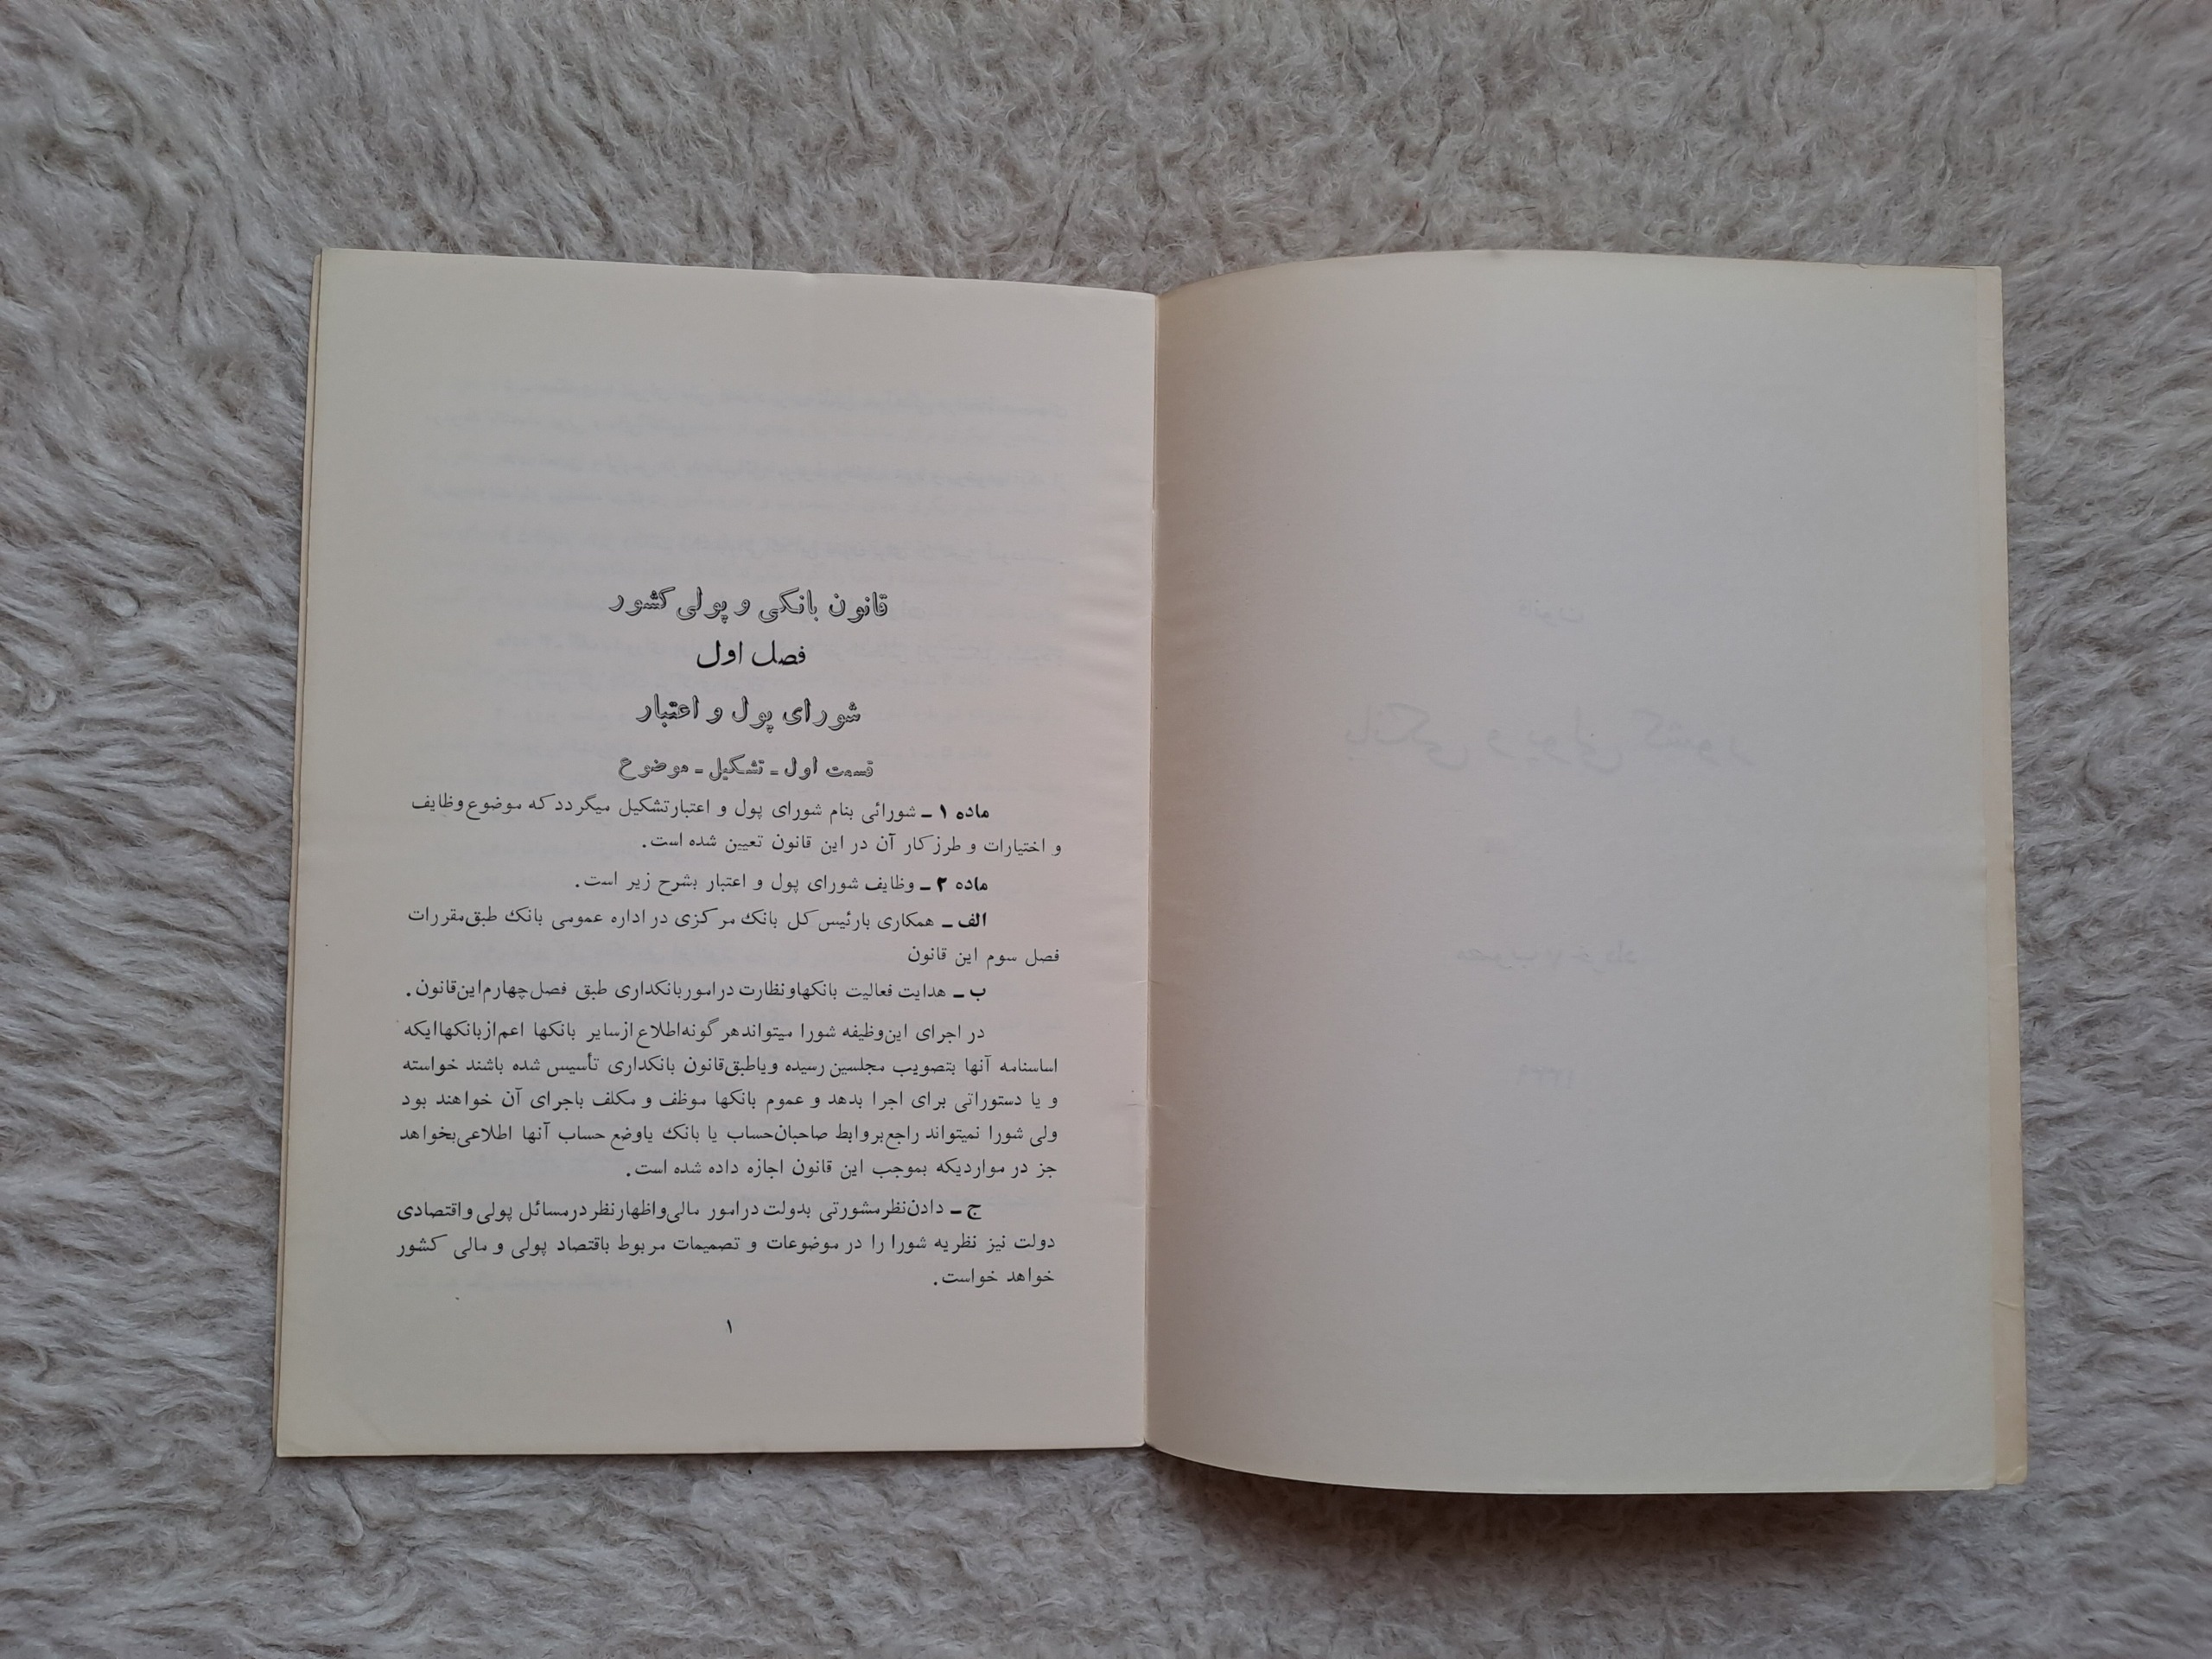 قانون بانکی و پولی کشور
فصل اول
شورای پول و اعتبار
قسمت اول ـ تشکیل ـ موضوع
ماده ۱ ـ شورائی بنام شورای پول و اعتبار تشکیل میگردد که موضوع وظایف
و اختیارات و طرز کار آن در این قانون تعیین شده است.
ماده ۲ ـ وظایف شورای پول و اعتبار بشرح زیر است.
الف ـ همکاری بارئیس کل بانک مرکزی در اداره عمومی بانک طبق مقررات
فصل سوم این قانون
ب ـ هدایت فعالیت بانکها و نظارت در امور بانکداری طبق فصل چهارم این قانون.
در اجرای این وظیفه شورا میتواند هر گونه اطلاع از سایر بانکها اعم از بانکهاایکه
اساسنامه آنها بتصویب مجلسین رسیده و یا طبق قانون بانکداری تأسیس شده باشند خواسته
و یا دستوراتی برای اجرا بدهد و عموم بانکها موظف و مکلف باجرای آن خواهند بود
ولی شورا نمیتواند راجع بروابط صاحبان حساب یا بانک یا وضع حساب آنها اطلاعی بخواهد
جز در مواردیکه بموجب این قانون اجازه داده شده است.
ج ـ دادن نظر مشورتی بدولت در امور مالی و اظهار نظر در مسائل پولی و اقتصادی
دولت نیز نظریه شورا را در موضوعات و تصمیمات مربوط باقتصاد پولی و مالی کشور
خواهد خواست.
۱